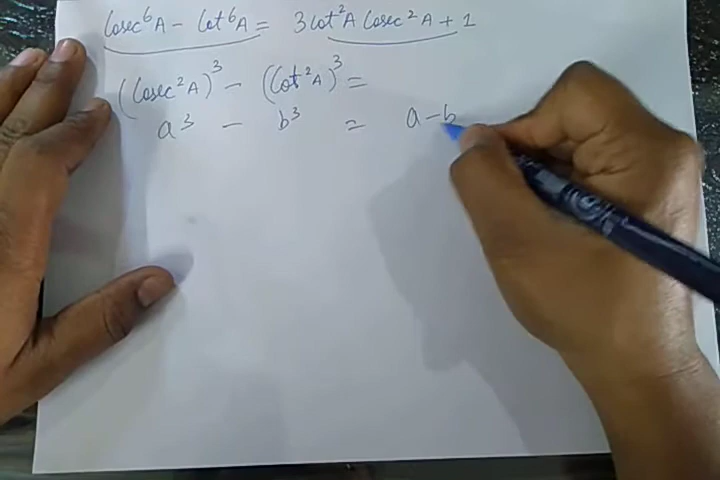 Cosec⁶A - Cot⁶A = 3Cot²A Cosec²A + 1
(Cosec²A)³ - (Cot²A)³ =
a³ - b³ = a-b